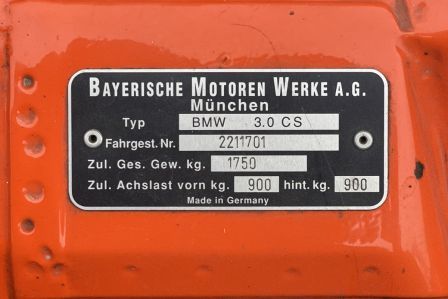 BAYERISCHE MOTOREN WERKE A.G.
München
Typ BMW 3.0 CS
Fahrgest. Nr. 2211701
Zul. Ges. Gew. kg. 1750
Zul. Achslast vorn kg. 900 hint. kg. 900
Made in Germany